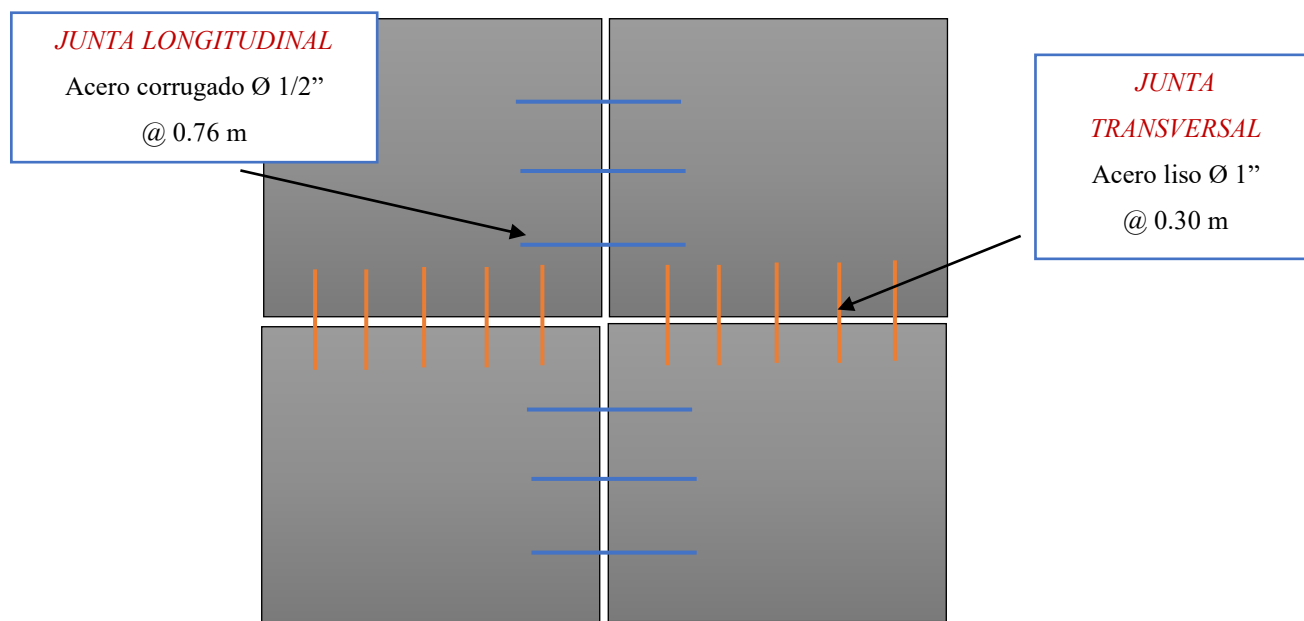 JUNTA LONGITUDINAL
Acero corrugado Ø 1/2”
@ 0.76 m
JUNTA
TRANSVERSAL
Acero liso Ø 1”
@ 0.30 m